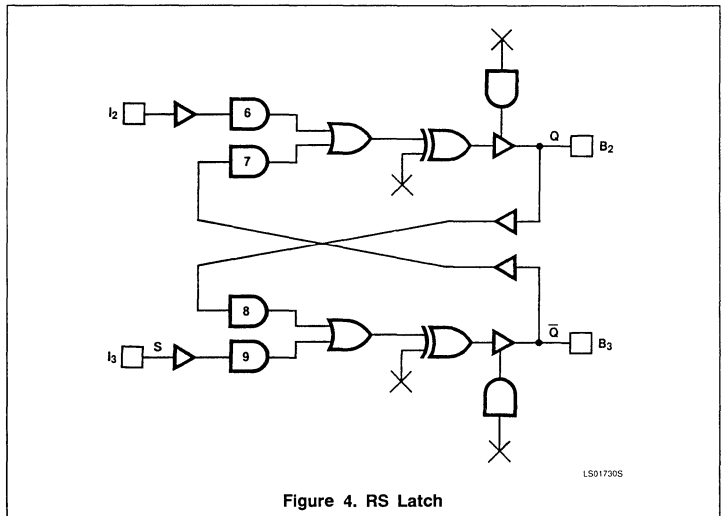 I2
6
7
Q
B2
8
9
I3
S
Q̅
B3
LS01730S
Figure 4. RS Latch